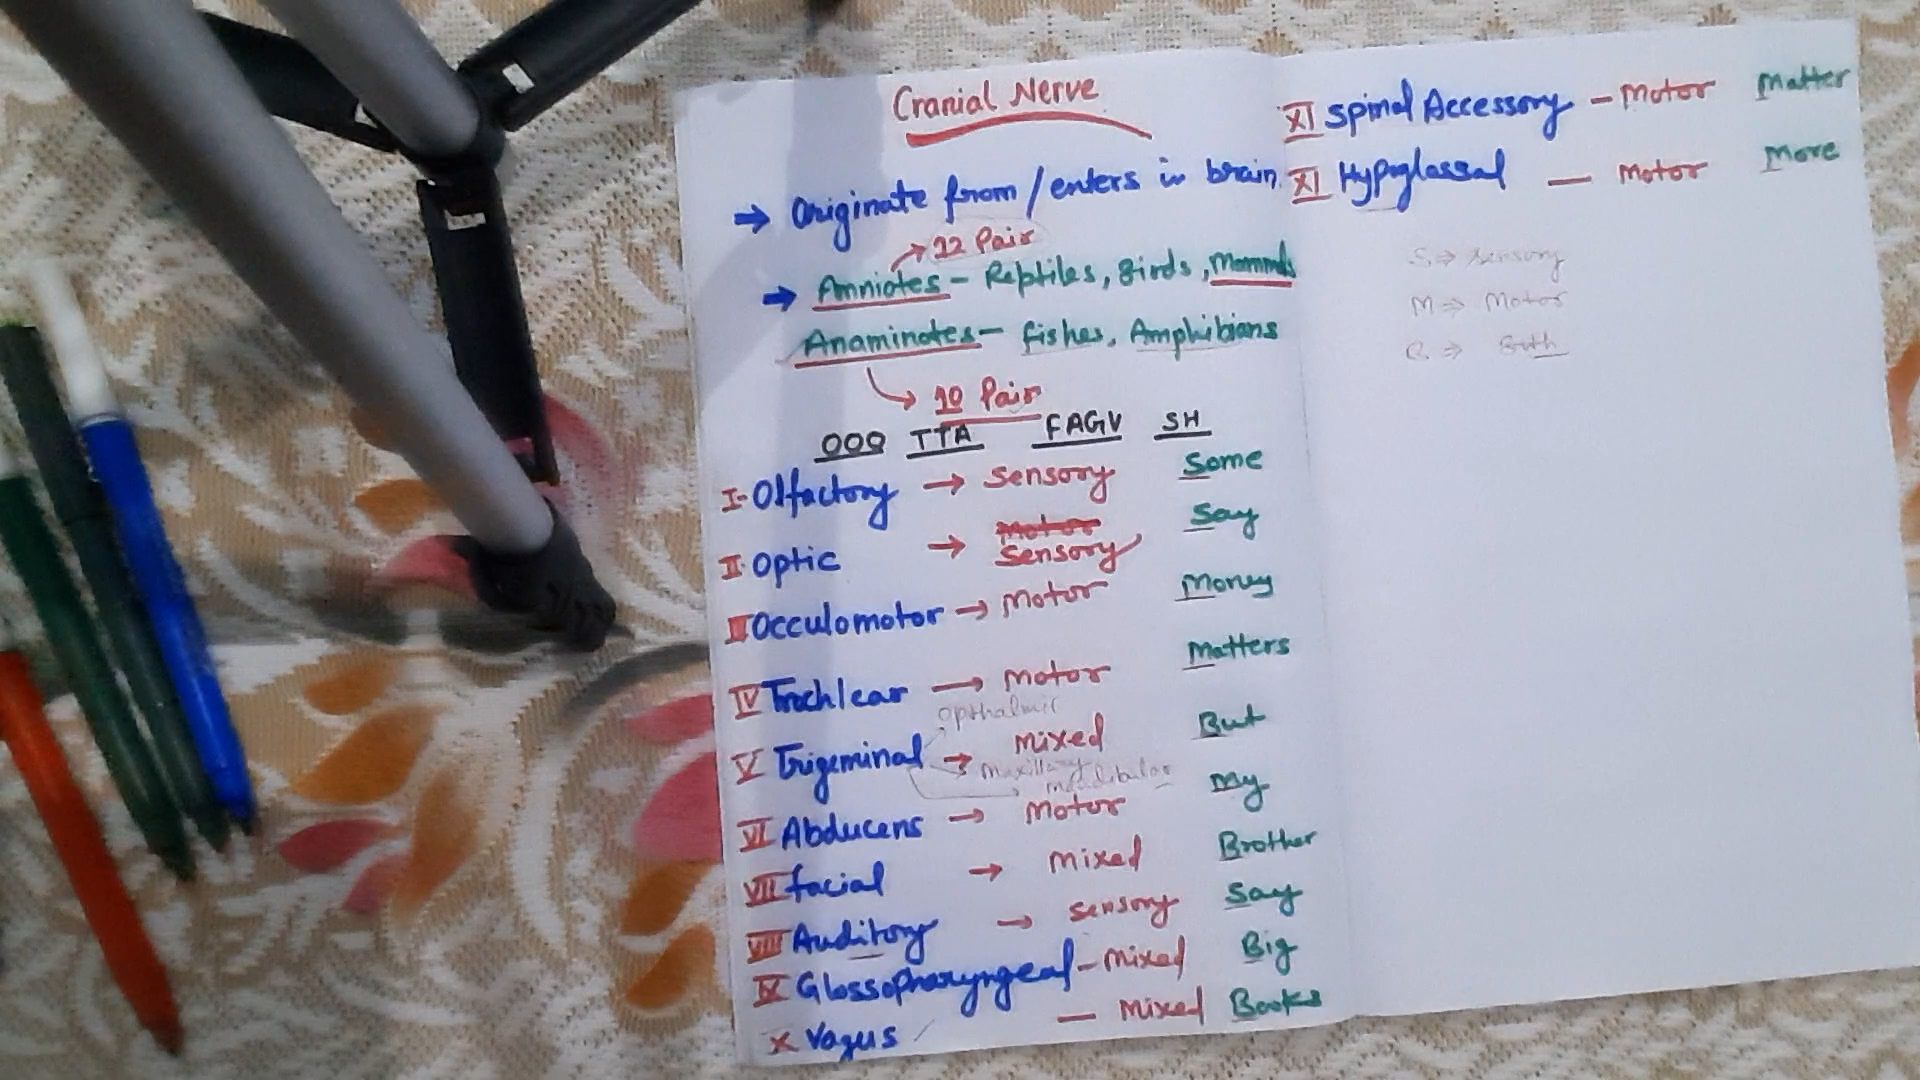 Cranial Nerve
⇒ Originate from / enters in brain
→ 12 Pair
⇒ Amniotes - Reptiles, Birds, Mammals
Anaminotes - fishes, Amphibians
→ 10 Pair
OOO TTA FAGV SH
I- Olfactory → Sensory Some
II. Optic → Motor Sensory Say
III Occulomotor → Motor Money
IV Trochlear → Motor Matters
Opthalmic
V Trigeminal → Mixed But
Maxillary
Mandibular
VI Abducens → Motor My
VII facial → Mixed Brother
VIII Auditory → Sensory Say
IX Glossopharyngeal - Mixed Big
X Vagus — Mixed Books
XI Spinal Accessory - Motor Matter
XI Hypoglassal — Motor More
S ⇒ Sensory
M ⇒ Motor
B ⇒ Both